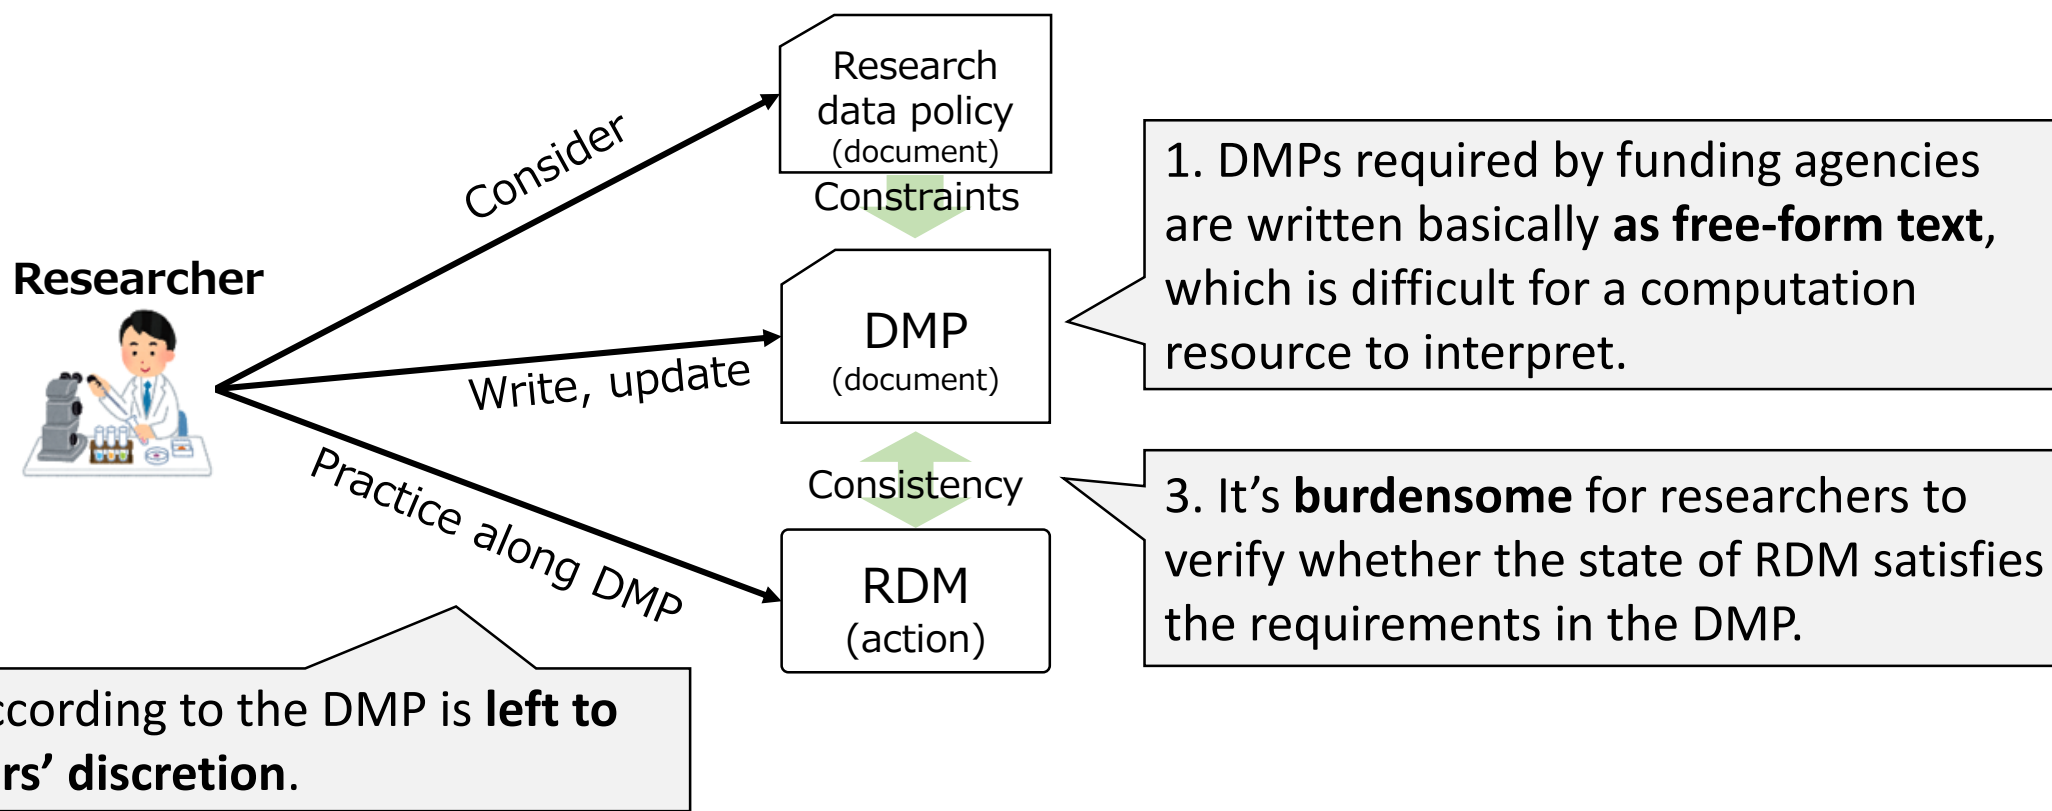 Research
data policy
(document)
Consider
Constraints
1. DMPs required by funding agencies
are written basically as free-form text,
which is difficult for a computation
resource to interpret.
Researcher
DMP
(document)
Write, update
Consistency
3. It’s burdensome for researchers to
verify whether the state of RDM satisfies
the requirements in the DMP.
Practice along DMP
RDM
(action)
to the DMP is left to
discretion.